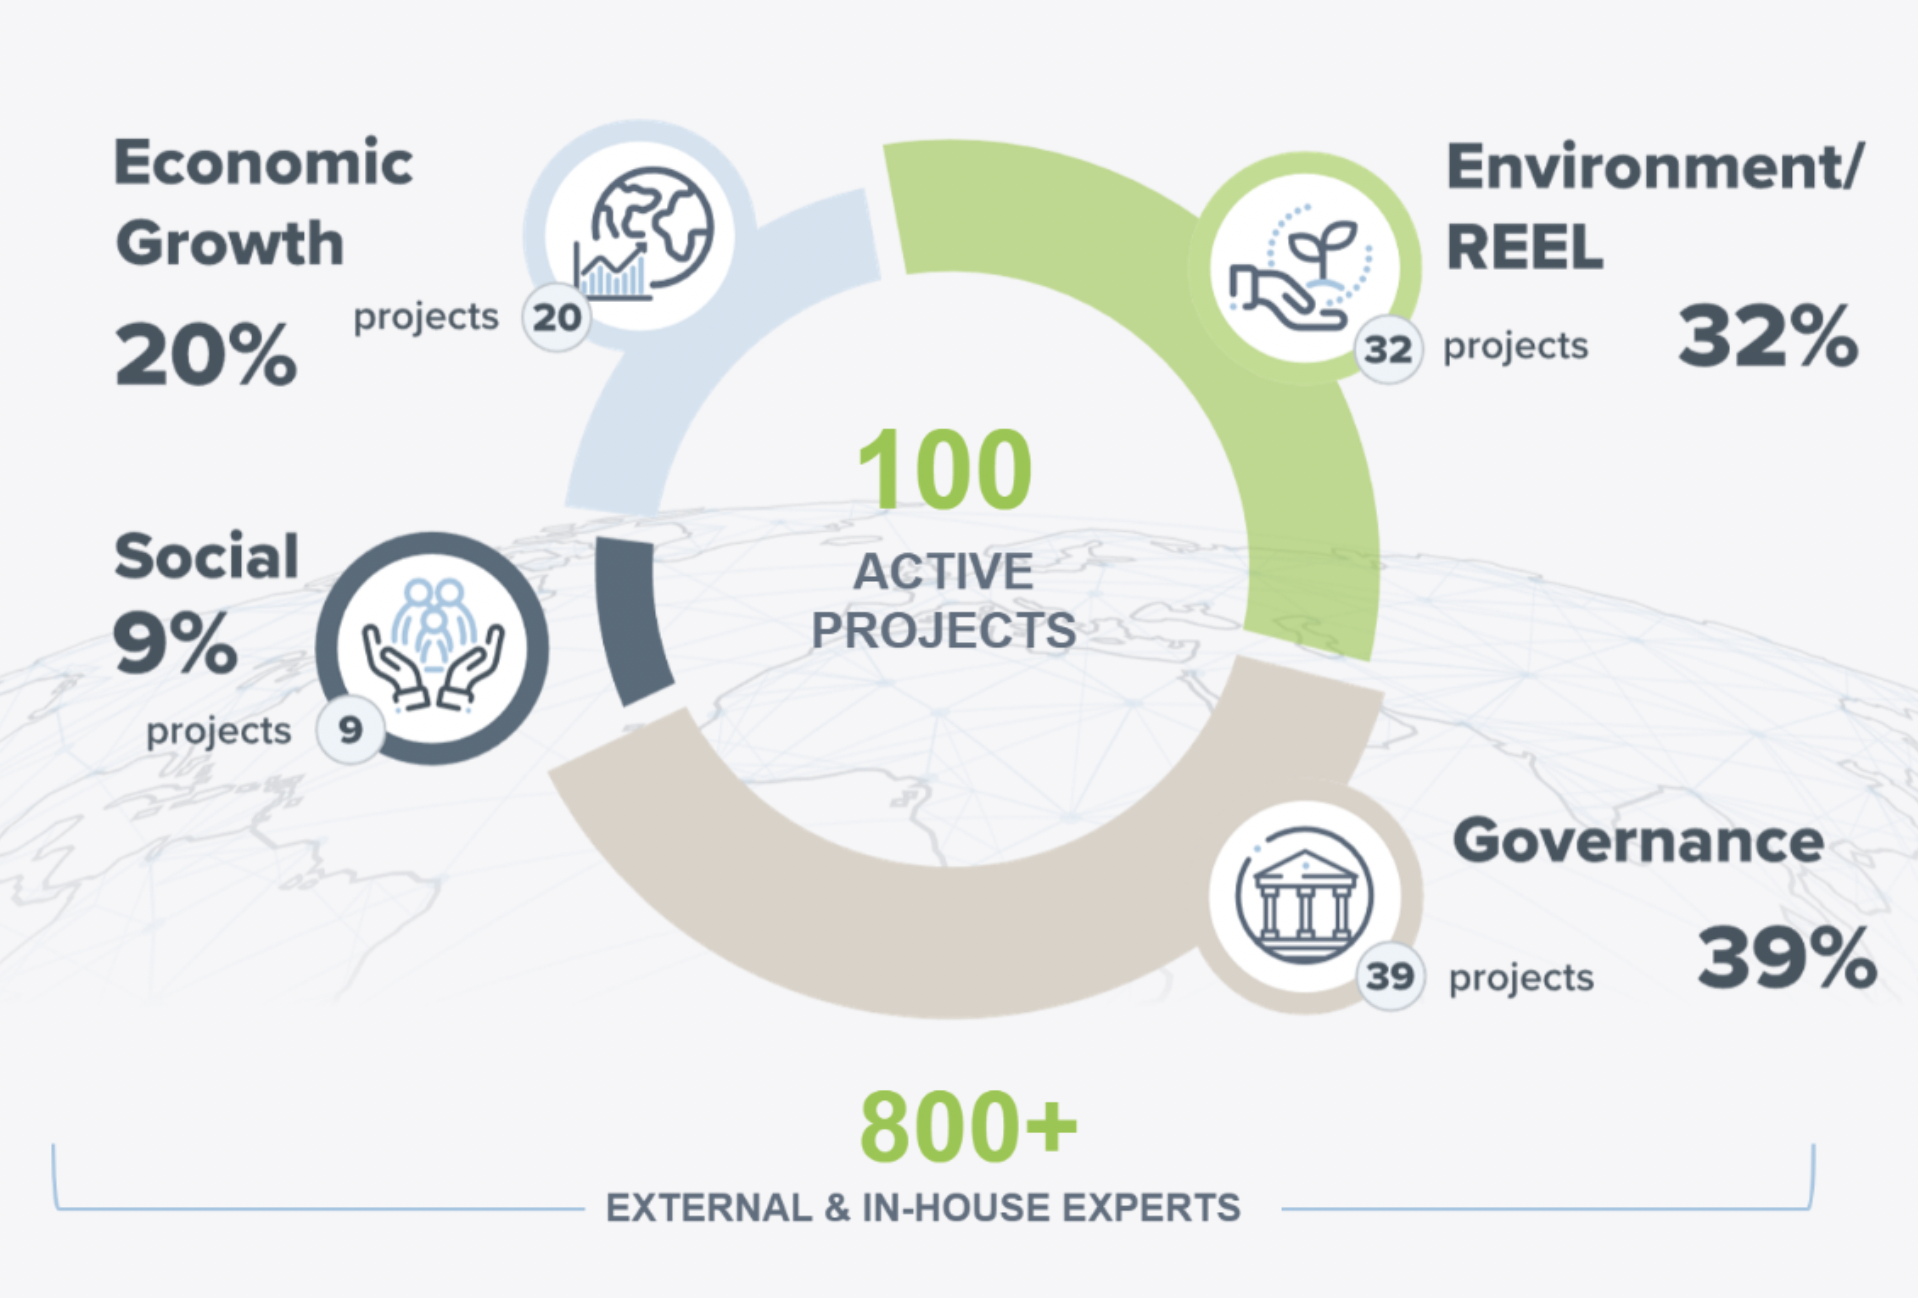 Economic
Growth
20%
projects 20
Environment/
REEL
32 projects 32%
100
ACTIVE
PROJECTS
Social
9%
projects 9
Governance
39%
39 projects
800+
EXTERNAL & IN-HOUSE EXPERTS